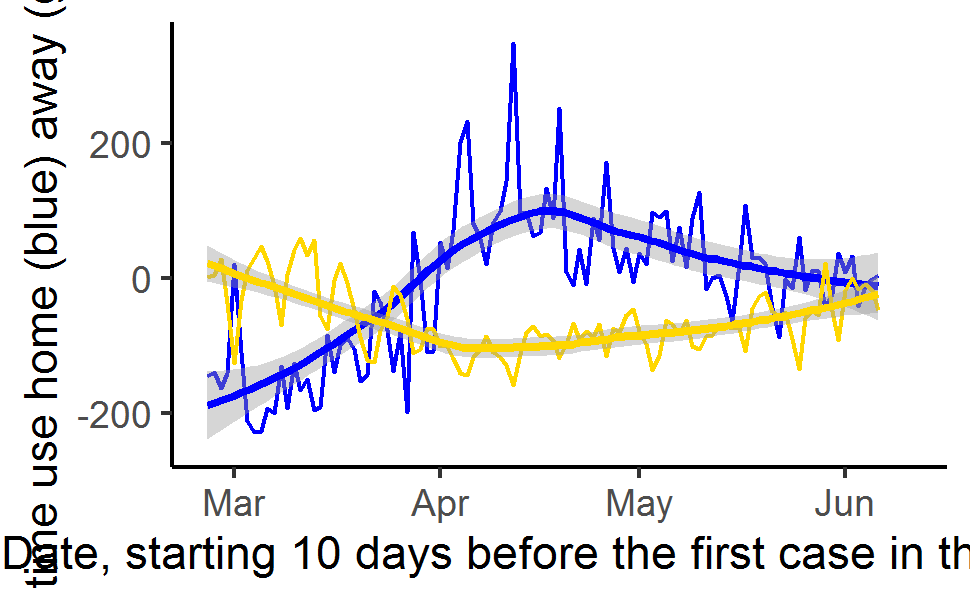 time use home (blue) away (g
200
0
-200
Mar Apr May Jun
Date, starting 10 days before the first case in th